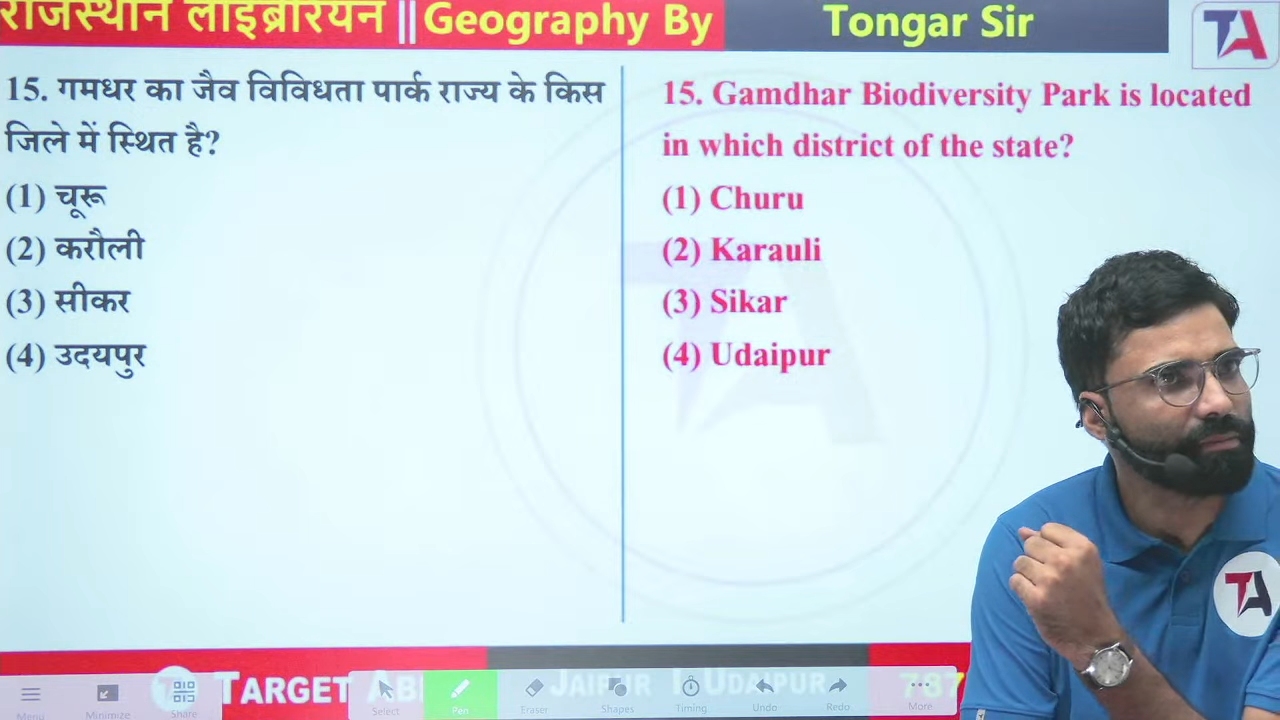 राजस्थान लाइब्रेरियन || Geography By Tongar Sir
TA
15. गमधर का जैव विविधता पार्क राज्य के किस
जिले में स्थित है?
(1) चूरू
(2) करौली
(3) सीकर
(4) उदयपुर
15. Gamdhar Biodiversity Park is located
in which district of the state?
(1) Churu
(2) Karauli
(3) Sikar
(4) Udaipur
TA
TARGET
JAIPUR | UDAIPUR
Menu
Minimize
Share
Select
Pen
Eraser
Shapes
Timing
Undo
Redo
More